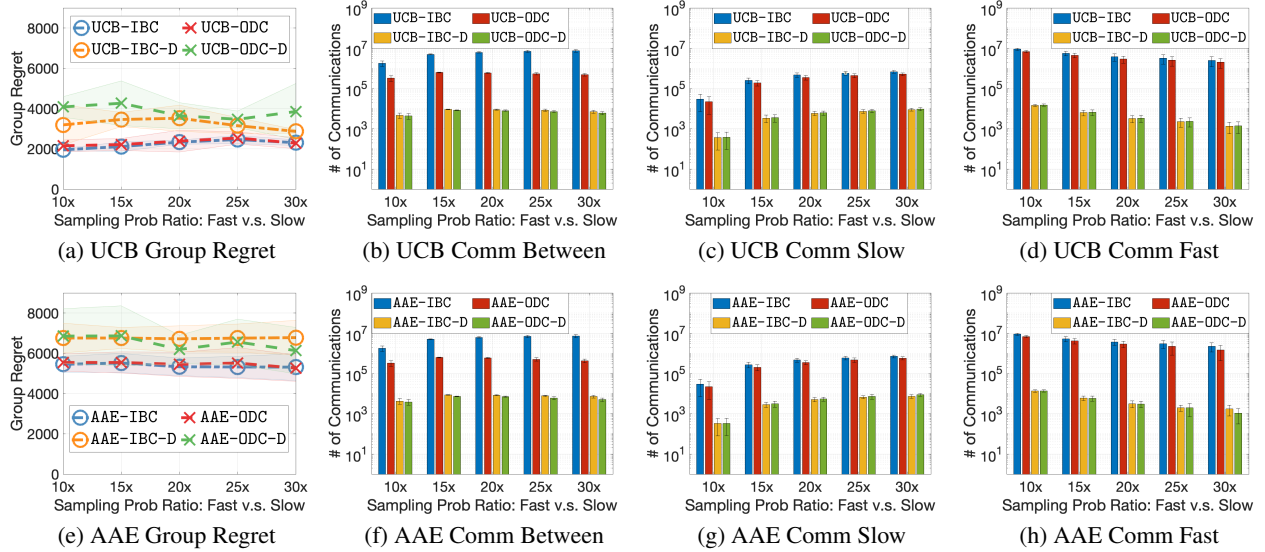 Group Regret
8000
6000
4000
2000
0
UCB-IBC UCB-ODC
UCB-IBC-D UCB-ODC-D
10x 15x 20x 25x 30x
Sampling Prob Ratio: Fast v.s. Slow
(a) UCB Group Regret
# of Communications
10^9
10^7
10^5
10^3
10^1
UCB-IBC UCB-ODC
UCB-IBC-D UCB-ODC-D
10x 15x 20x 25x 30x
Sampling Prob Ratio: Fast v.s. Slow
(b) UCB Comm Between
# of Communications
10^9
10^7
10^5
10^3
10^1
UCB-IBC UCB-ODC
UCB-IBC-D UCB-ODC-D
10x 15x 20x 25x 30x
Sampling Prob Ratio: Fast v.s. Slow
(c) UCB Comm Slow
# of Communications
10^9
10^7
10^5
10^3
10^1
UCB-IBC UCB-ODC
UCB-IBC-D UCB-ODC-D
10x 15x 20x 25x 30x
Sampling Prob Ratio: Fast v.s. Slow
(d) UCB Comm Fast
Group Regret
8000
6000
4000
2000
0
AAE-IBC AAE-ODC
AAE-IBC-D AAE-ODC-D
10x 15x 20x 25x 30x
Sampling Prob Ratio: Fast v.s. Slow
(e) AAE Group Regret
# of Communications
10^9
10^7
10^5
10^3
10^1
AAE-IBC AAE-ODC
AAE-IBC-D AAE-ODC-D
10x 15x 20x 25x 30x
Sampling Prob Ratio: Fast v.s. Slow
(f) AAE Comm Between
# of Communications
10^9
10^7
10^5
10^3
10^1
AAE-IBC AAE-ODC
AAE-IBC-D AAE-ODC-D
10x 15x 20x 25x 30x
Sampling Prob Ratio: Fast v.s. Slow
(g) AAE Comm Slow
# of Communications
10^9
10^7
10^5
10^3
10^1
AAE-IBC AAE-ODC
AAE-IBC-D AAE-ODC-D
10x 15x 20x 25x 30x
Sampling Prob Ratio: Fast v.s. Slow
(h) AAE Comm Fast